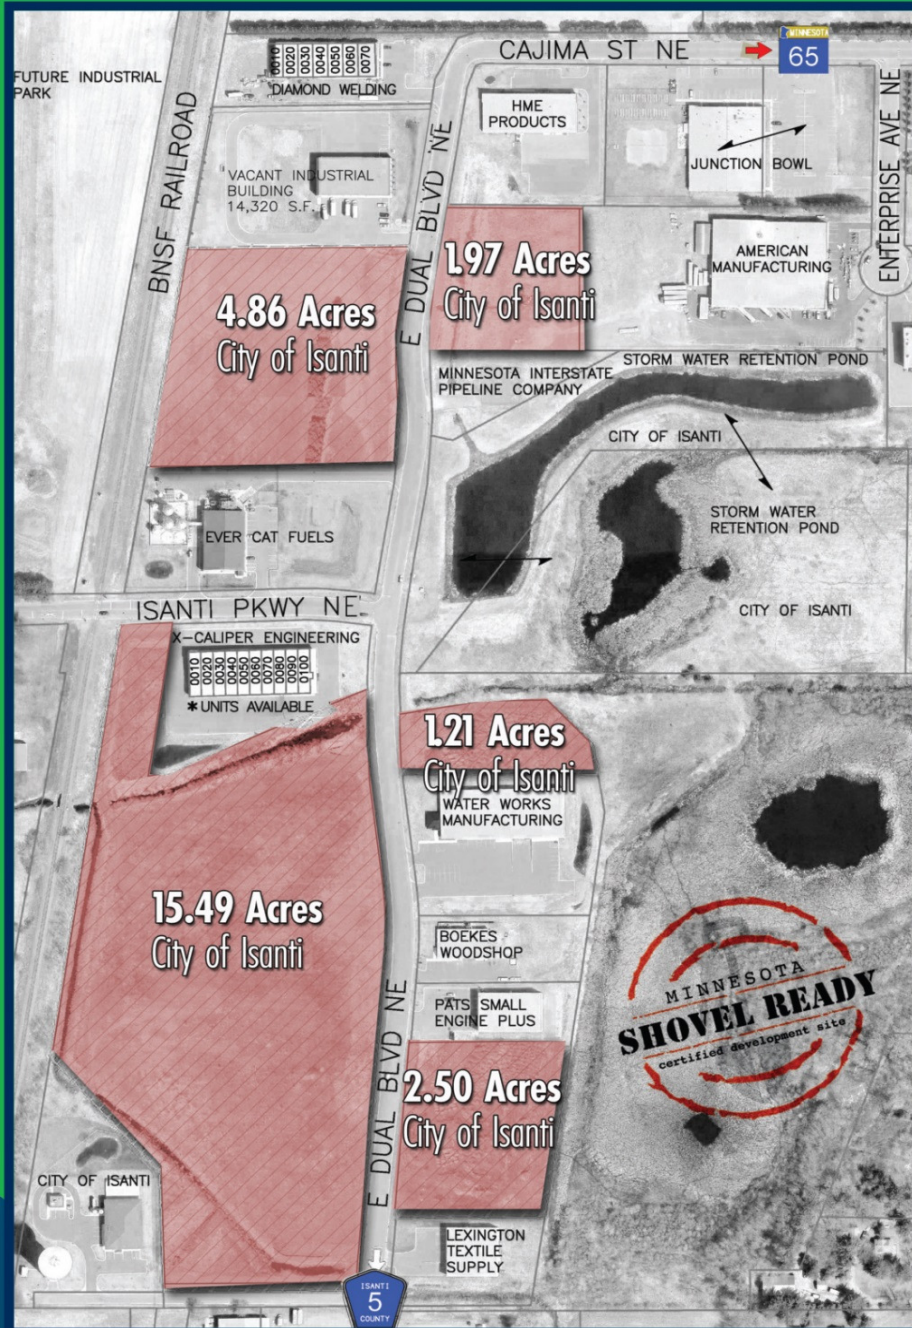 CAJIMA ST NE
MINNESOTA
65
FUTURE INDUSTRIAL
PARK
0010
0020
0030
0040
0050
0060
0070
DIAMOND WELDING
HME
PRODUCTS
JUNCTION BOWL
ENTERPRISE AVE NE
BNSF RAILROAD
VACANT INDUSTRIAL
BUILDING
14,320 S.F.
E DUAL BLVD NE
1.97 Acres
City of Isanti
AMERICAN
MANUFACTURING
4.86 Acres
City of Isanti
MINNESOTA INTERSTATE
PIPELINE COMPANY
STORM WATER RETENTION POND
CITY OF ISANTI
STORM WATER
RETENTION POND
EVER CAT FUELS
CITY OF ISANTI
ISANTI PKWY NE
X-CALIPER ENGINEERING
0010
0020
0030
0040
0050
0060
0070
0080
0090
0100
*UNITS AVAILABLE
1.21 Acres
City of Isanti
WATER WORKS
MANUFACTURING
15.49 Acres
City of Isanti
BOEKES
WOODSHOP
PATS SMALL
ENGINE PLUS
MINNESOTA
SHOVEL READY
certified development site
E DUAL BLVD NE
2.50 Acres
City of Isanti
CITY OF ISANTI
LEXINGTON
TEXTILE
SUPPLY
ISANTI
5
COUNTY